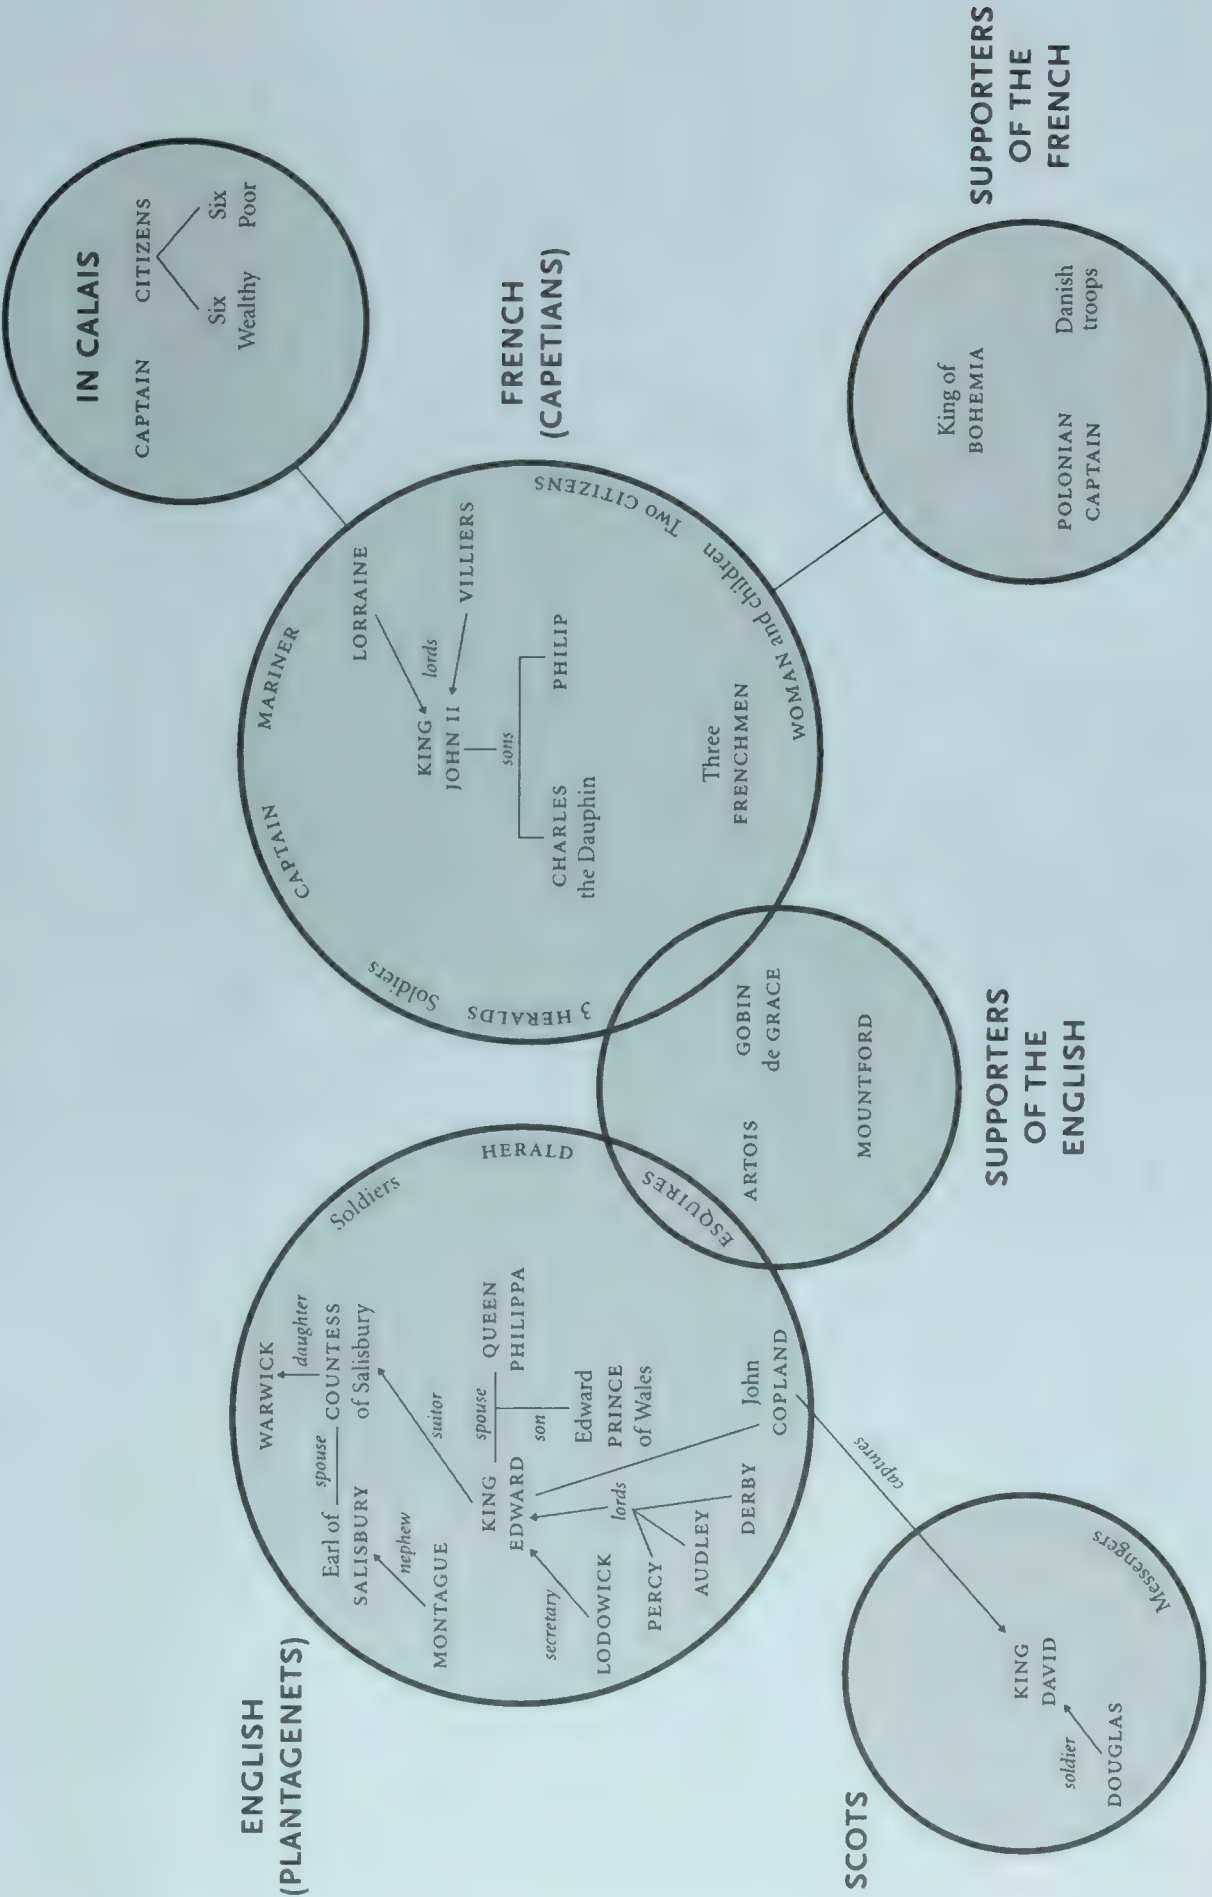 ENGLISH
(PLANTAGENETS)
WARWICK
daughter
Earl of
SALISBURY
spouse
COUNTESS
of Salisbury
nephew
MONTAGUE
suitor
KING
EDWARD
spouse
QUEEN
PHILIPPA
son
Edward
PRINCE
of Wales
secretary
LODOWICK
lords
PERCY
AUDLEY
DERBY
John
COPLAND
Soldiers
HERALD
ESQUIRES
captures
SCOTS
KING
DAVID
soldier
DOUGLAS
Messengers
SUPPORTERS
OF THE
ENGLISH
ARTOIS
GOBIN
de GRACE
MOUNTFORD
FRENCH
(CAPETIANS)
3 HERALDS
Soldiers
CAPTAIN
MARINER
LORRAINE
KING
JOHN II
lords
VILLIERS
sons
CHARLES
the Dauphin
PHILIP
Three
FRENCHMEN
TWO CITIZENS
WOMAN and children
IN CALAIS
CAPTAIN
CITIZENS
Six
Wealthy
Six
Poor
SUPPORTERS
OF THE
FRENCH
King of
BOHEMIA
POLONIAN
CAPTAIN
Danish
troops